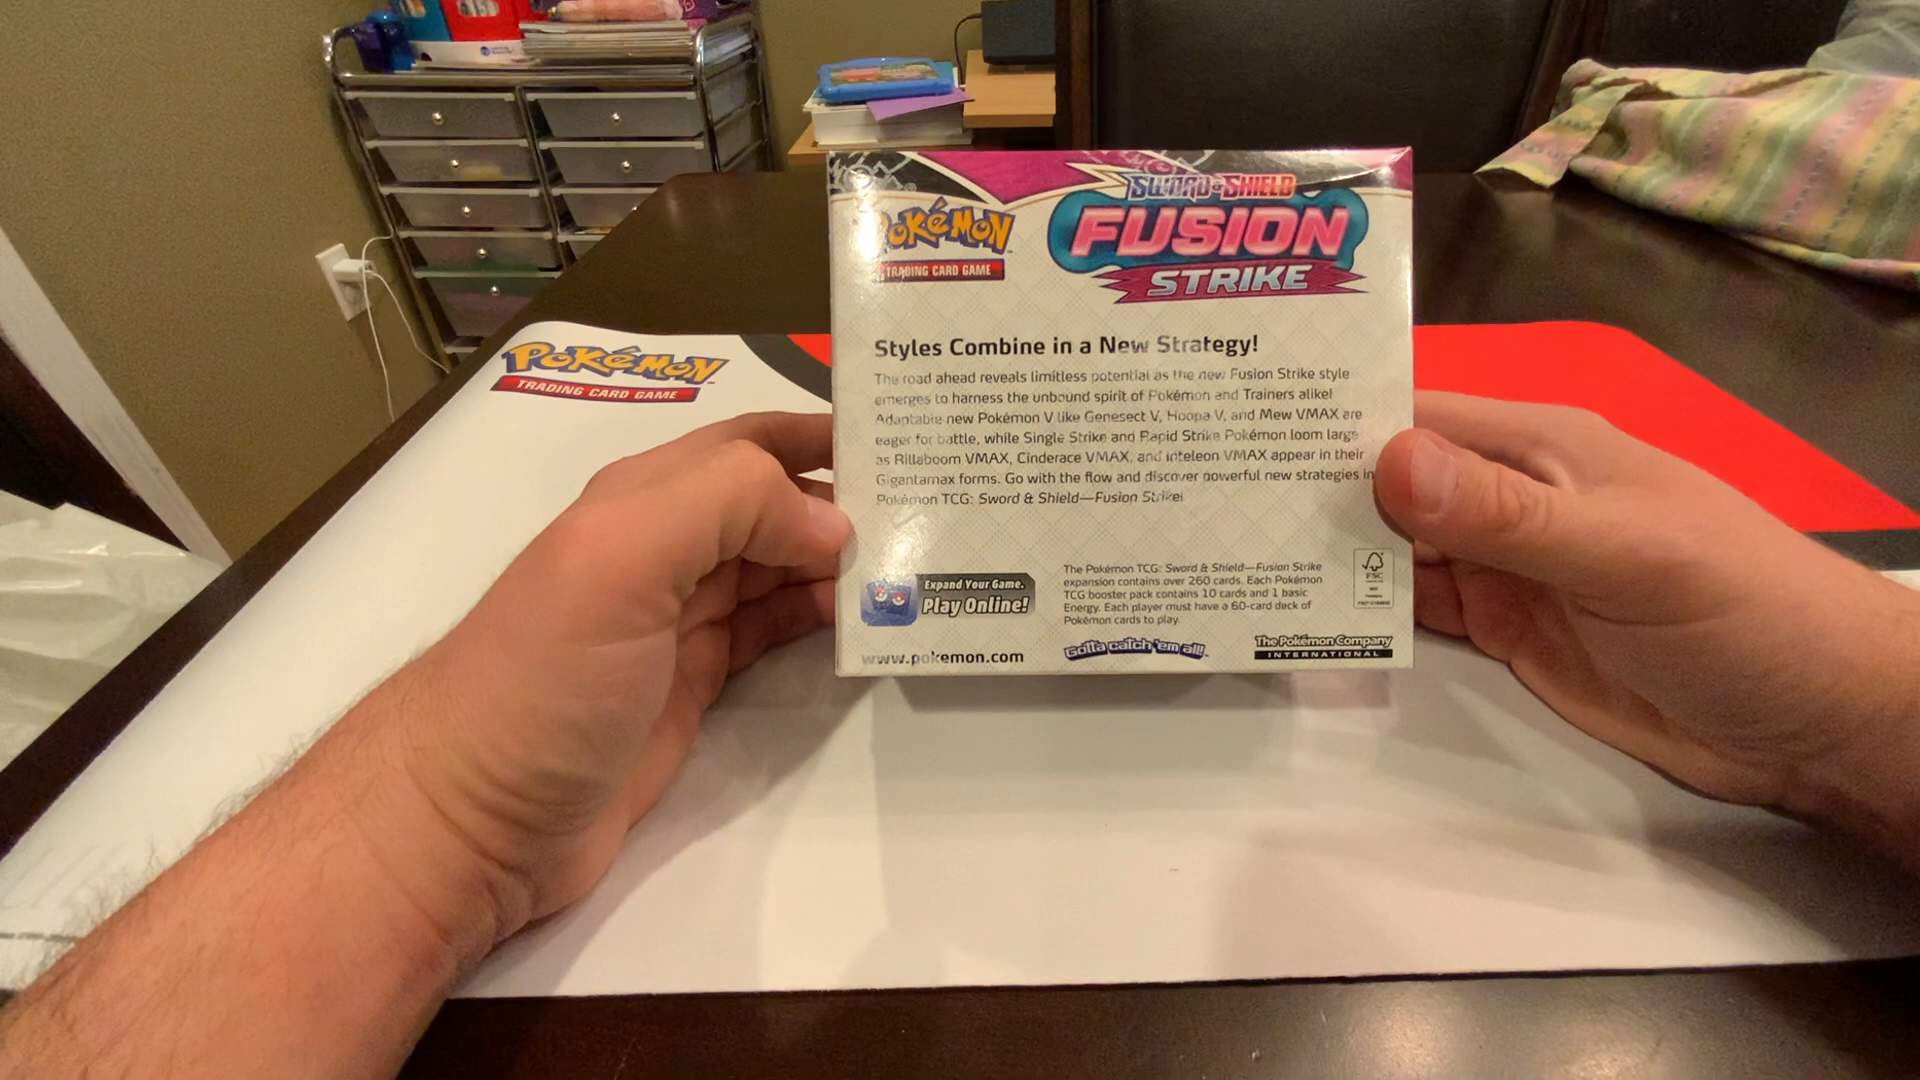 Pokémon
TRADING CARD GAME
SWORD & SHIELD
FUSION
STRIKE
Pokémon
TRADING CARD GAME
Styles Combine in a New Strategy!
The road ahead reveals limitless potential as the new Fusion Strike style
emerges to harness the unbound spirit of Pokémon and Trainers alike!
Adaptable new Pokémon V like Genesect V, Hoopa V, and Mew VMAX are
eager for battle, while Single Strike and Rapid Strike Pokémon loom large
as Rillaboom VMAX, Cinderace VMAX, and Inteleon VMAX appear in their
Gigantamax forms. Go with the flow and discover powerful new strategies in
Pokémon TCG: Sword & Shield—Fusion Strike!
Expand Your Game.
Play Online!
The Pokémon TCG: Sword & Shield—Fusion Strike
expansion contains over 260 cards. Each Pokémon
TCG booster pack contains 10 cards and 1 basic
Energy. Each player must have a 60-card deck of
Pokémon cards to play.
FSC
www.pokemon.com
Gotta catch 'em all!
The Pokémon Company
INTERNATIONAL